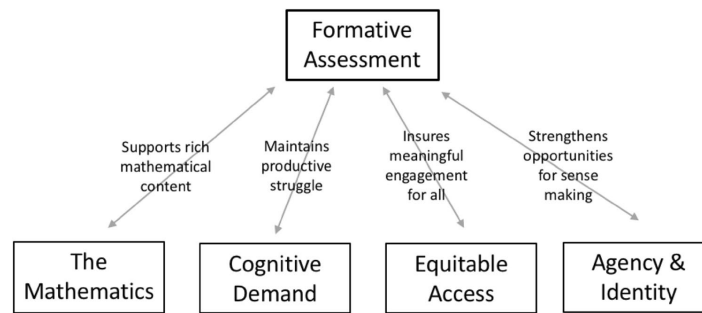 Formative
Assessment
Supports rich
mathematical
content
Maintains
productive
struggle
Insures
meaningful
engagement
for all
Strengthens
opportunities
for sense
making
The
Mathematics
Cognitive
Demand
Equitable
Access
Agency &
Identity